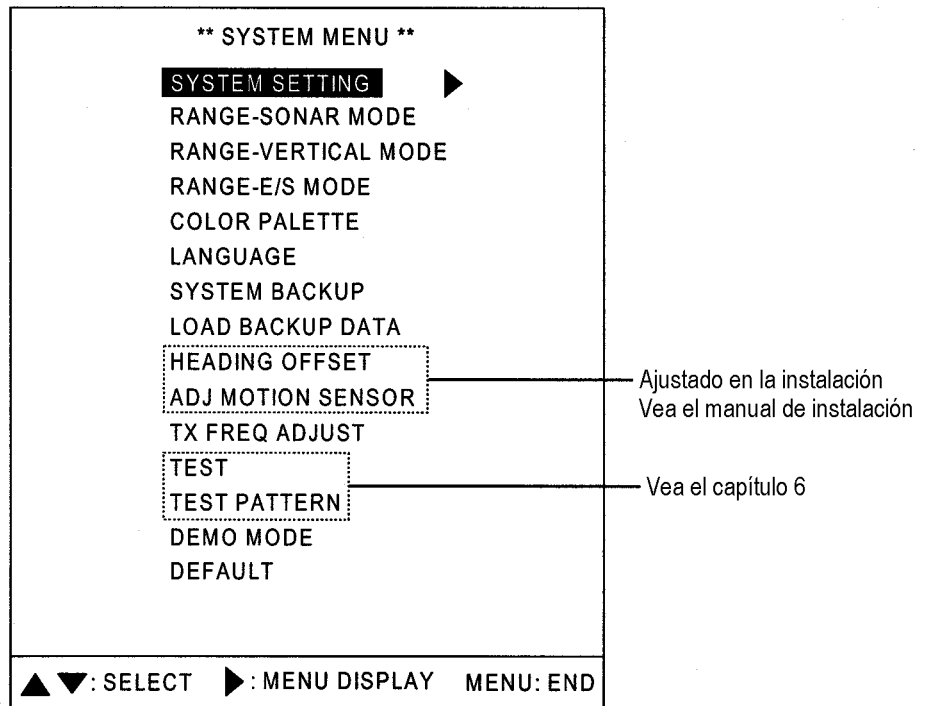 ** SYSTEM MENU **
SYSTEM SETTING ▶
RANGE-SONAR MODE
RANGE-VERTICAL MODE
RANGE-E/S MODE
COLOR PALETTE
LANGUAGE
SYSTEM BACKUP
LOAD BACKUP DATA
HEADING OFFSET
ADJ MOTION SENSOR
Ajustado en la instalación
Vea el manual de instalación
TX FREQ ADJUST
TEST
TEST PATTERN
Vea el capítulo 6
DEMO MODE
DEFAULT
▲ ▼: SELECT ▶: MENU DISPLAY MENU: END